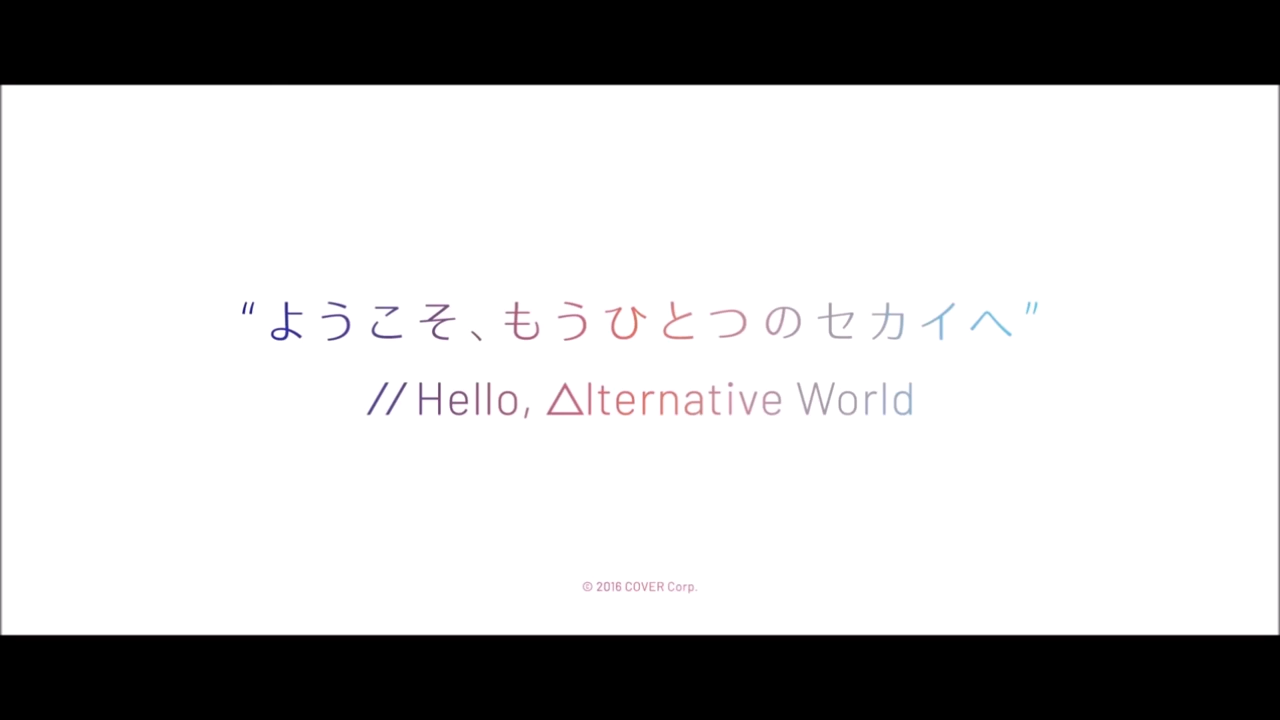 “ようこそ、もうひとつのセカイへ”
// Hello, Δlternative World
© 2016 COVER Corp.